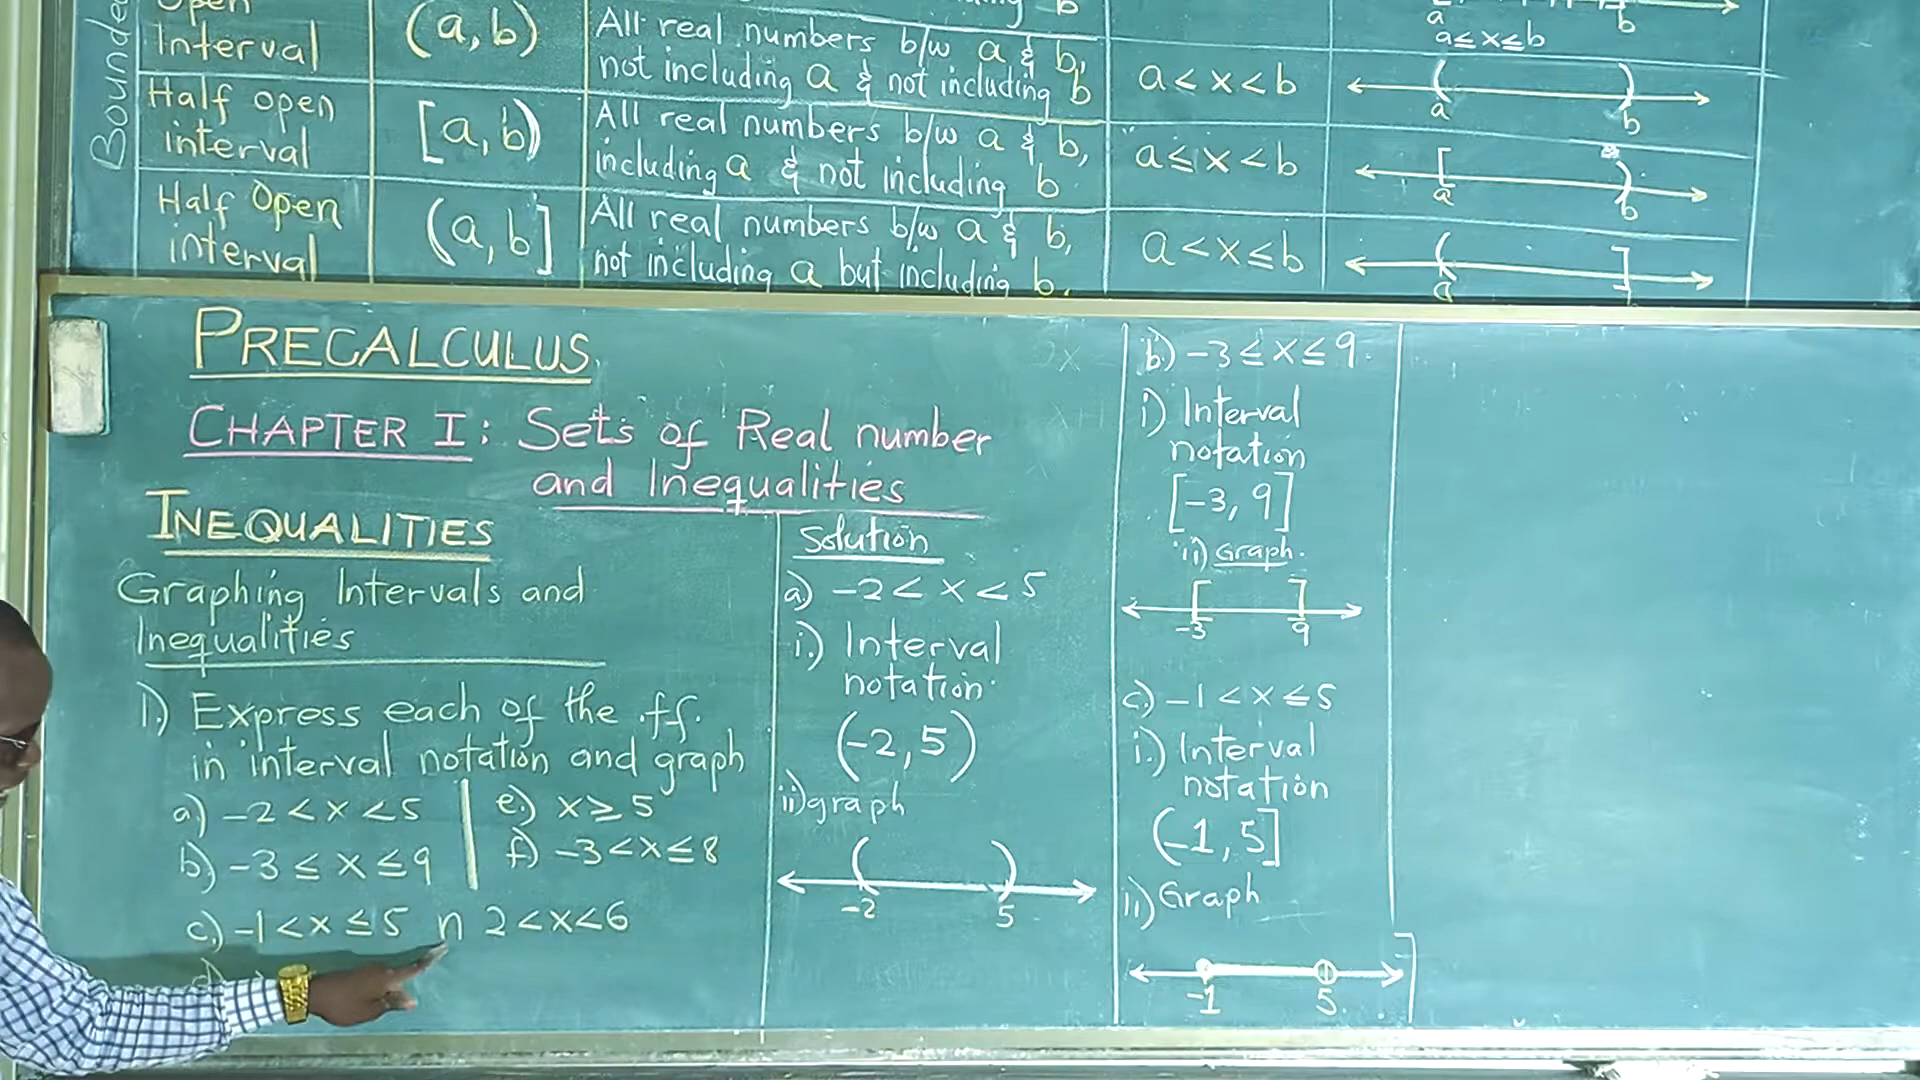 Bounded
Open
Interval
(a, b)
All real numbers b/w a & b,
not including a & not including b
a < x < b
a b
a ≤ x ≤ b
a b
Half open
interval
[a, b)
All real numbers b/w a & b,
including a & not including b
a ≤ x < b
a b
Half Open
interval
(a, b]
All real numbers b/w a & b,
not including a but including b.
a < x ≤ b
a
PRECALCULUS
CHAPTER I: Sets of Real number
and Inequalities
INEQUALITIES
Graphing Intervals and
Inequalities
1.) Express each of the .ff.
in interval notation and graph
a.) -2 < x < 5
b) -3 ≤ x ≤ 9
c.) -1 < x ≤ 5 n 2 < x < 6
e.) x ≥ 5
f.) -3 < x ≤ 8
Solution
a) -2 < x < 5
i.) Interval
notation.
(-2, 5)
ii) graph
-2 5
b.) -3 ≤ x ≤ 9.
i) Interval
notation
[-3, 9]
ii) Graph.
-3 9
c.) -1 < x ≤ 5
i.) Interval
notation
(-1, 5]
ii) Graph
-1 5